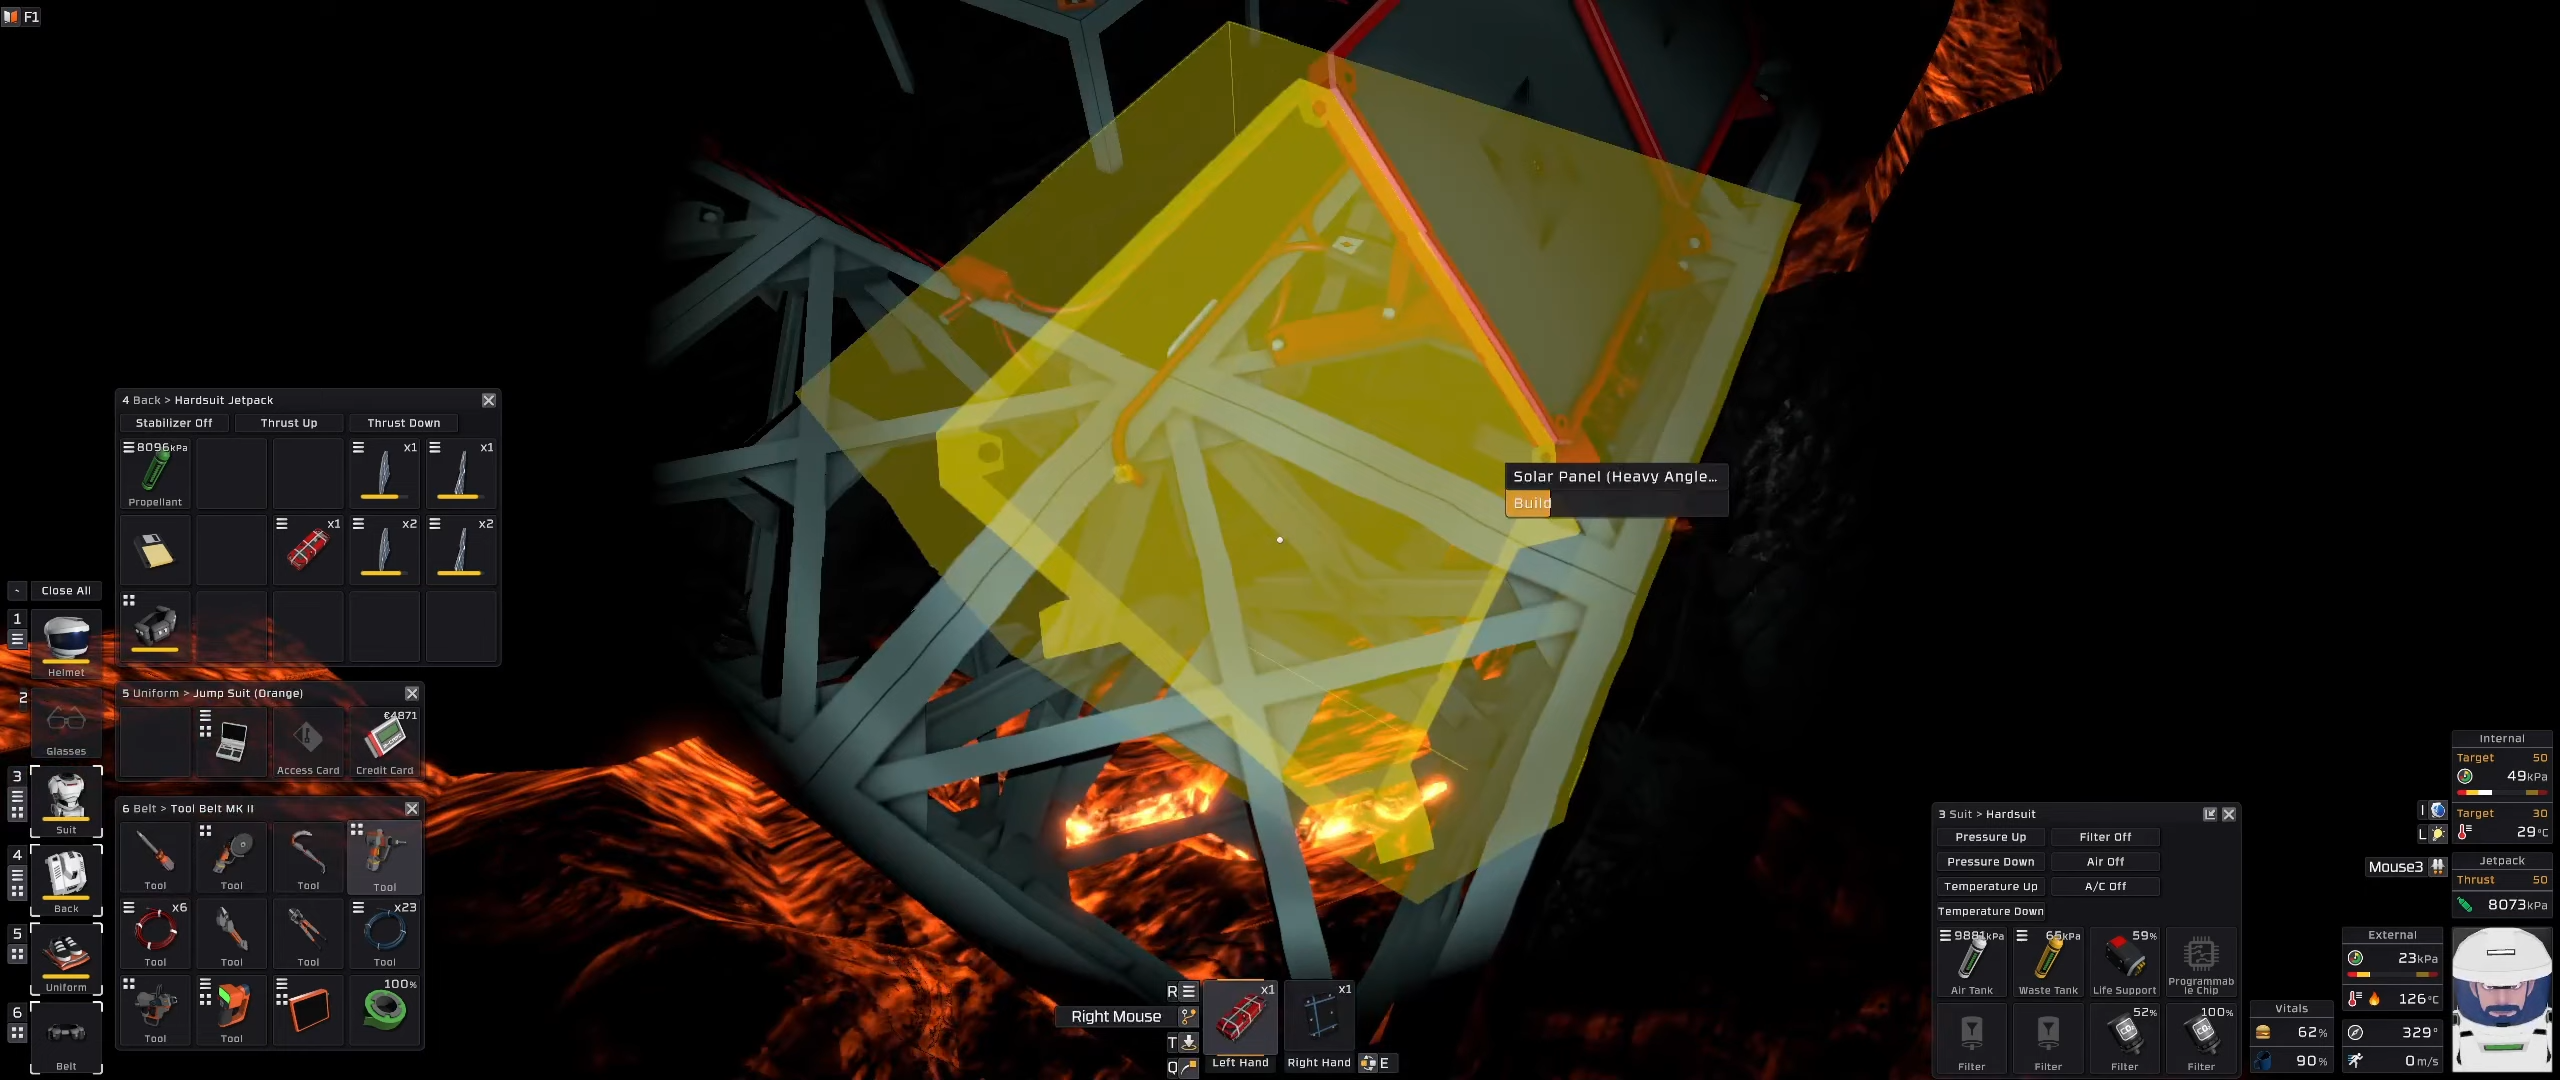 F1
4 Back > Hardsuit Jetpack
Stabilizer Off
Thrust Up
Thrust Down
8096kPa
x1
x1
Propellant
x1
x2
x2
~
Close All
1
Helmet
2
Glasses
3
Suit
4
Back
5
Uniform
6
Belt
5 Uniform > Jump Suit (Orange)
€4871
Access Card
Credit Card
6 Belt > Tool Belt MK II
Tool
Tool
Tool
Tool
x6
x23
Tool
Tool
Tool
Tool
100%
Tool
Tool
Tool
Tool
Solar Panel (Heavy Angle...
Build
R
Right Mouse
T
Q
x1
x1
Left Hand
Right Hand
E
3 Suit > Hardsuit
Pressure Up
Filter Off
Pressure Down
Air Off
Temperature Up
A/C Off
Temperature Down
9881kPa
65kPa
59%
Air Tank
Waste Tank
Life Support
Programmab
le Chip
52%
100%
Filter
Filter
Filter
Filter
Internal
Target 50
49kPa
Target 30
29°C
I
L
Mouse3
Jetpack
Thrust 50
8073kPa
External
23kPa
126°C
329°
0m/s
Vitals
62%
90%